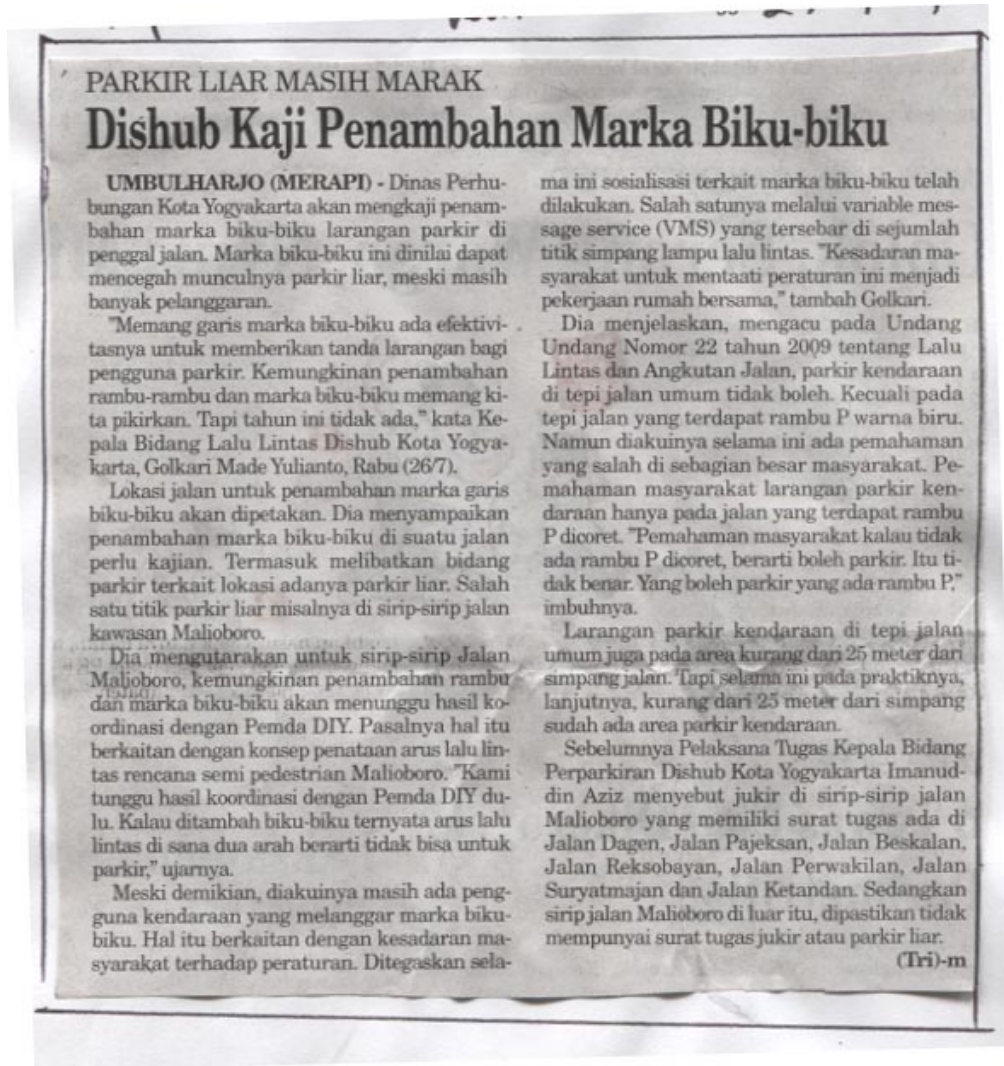 PARKIR LIAR MASIH MARAK
Dishub Kaji Penambahan Marka Biku-biku
UMBULHARJO (MERAPI) - Dinas Perhu-
bungan Kota Yogyakarta akan mengkaji penam-
bahan marka biku-biku larangan parkir di
penggal jalan. Marka biku-biku ini dinilai dapat
mencegah munculnya parkir liar, meski masih
banyak pelanggaran.
"Memang garis marka biku-biku ada efektivi-
tasnya untuk memberikan tanda larangan bagi
pengguna parkir. Kemungkinan penambahan
rambu-rambu dan marka biku-biku memang ki-
ta pikirkan. Tapi tahun ini tidak ada," kata Ke-
pala Bidang Lalu Lintas Dishub Kota Yogya-
karta, Golkari Made Yulianto, Rabu (26/7).
Lokasi jalan untuk penambahan marka garis
biku-biku akan dipetakan. Dia menyampaikan
penambahan marka biku-biku di suatu jalan
perlu kajian. Termasuk melibatkan bidang
parkir terkait lokasi adanya parkir liar. Salah
satu titik parkir liar misalnya di sirip-sirip jalan
kawasan Malioboro.
Dia mengutarakan untuk sirip-sirip Jalan
Malioboro, kemungkinan penambahan rambu
dan marka biku-biku akan menunggu hasil ko-
ordinasi dengan Pemda DIY. Pasalnya hal itu
berkaitan dengan konsep penataan arus lalu lin-
tas rencana semi pedestrian Malioboro. "Kami
tunggu hasil koordinasi dengan Pemda DIY du-
lu. Kalau ditambah biku-biku ternyata arus lalu
lintas di sana dua arah berarti tidak bisa untuk
parkir," ujarnya.
Meski demikian, diakuinya masih ada peng-
guna kendaraan yang melanggar marka biku-
biku. Hal itu berkaitan dengan kesadaran ma-
syarakat terhadap peraturan. Ditegaskan sela-
ma ini sosialisasi terkait marka biku-biku telah
dilakukan. Salah satunya melalui variable mes-
sage service (VMS) yang tersebar di sejumlah
titik simpang lampu lalu lintas. "Kesadaran ma-
syarakat untuk mentaati peraturan ini menjadi
pekerjaan rumah bersama," tambah Golkari.
Dia menjelaskan, mengacu pada Undang
Undang Nomor 22 tahun 2009 tentang Lalu
Lintas dan Angkutan Jalan, parkir kendaraan
di tepi jalan umum tidak boleh. Kecuali pada
tepi jalan yang terdapat rambu P warna biru.
Namun diakuinya selama ini ada pemahaman
yang salah di sebagian besar masyarakat. Pe-
mahaman masyarakat larangan parkir ken-
daraan hanya pada jalan yang terdapat rambu
P dicoret. "Pemahaman masyarakat kalau tidak
ada rambu P dicoret, berarti boleh parkir. Itu ti-
dak benar. Yang boleh parkir yang ada rambu P,"
imbuhnya.
Larangan parkir kendaraan di tepi jalan
umum juga pada area kurang dari 25 meter dari
simpang jalan. Tapi selama ini pada praktiknya,
lanjutnya, kurang dari 25 meter dari simpang
sudah ada area parkir kendaraan.
Sebelumnya Pelaksana Tugas Kepala Bidang
Perparkiran Dishub Kota Yogyakarta Imanud-
din Aziz menyebut jukir di sirip-sirip jalan
Malioboro yang memiliki surat tugas ada di
Jalan Dagen, Jalan Pajeksan, Jalan Beskalan,
Jalan Reksobayan, Jalan Perwakilan, Jalan
Suryatmajan dan Jalan Ketandan. Sedangkan
sirip jalan Malioboro di luar itu, dipastikan tidak
mempunyai surat tugas jukir atau parkir liar.
(Tri)-m